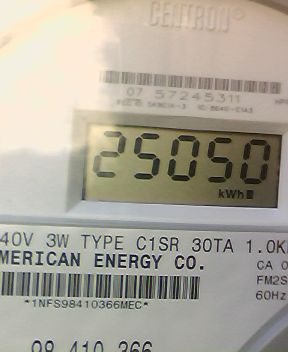 CENTRON®
07 57245311
25050
kWh
40V 3W TYPE C1SR 30TA 1.0K
MERICAN ENERGY CO.
CA 0
FM2S
60Hz
*1NFS98410366MEC*
98 410 366